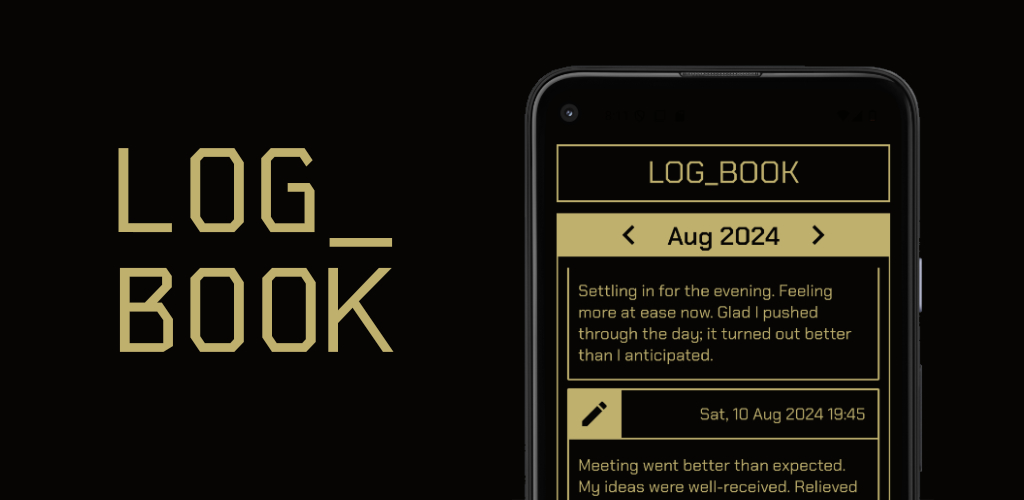 LOG_
BOOK
LOG_BOOK
Aug 2024
Settling in for the evening. Feeling
more at ease now. Glad I pushed
through the day; it turned out better
than I anticipated.
Sat, 10 Aug 2024 19:45
Meeting went better than expected.
My ideas were well-received. Relieved